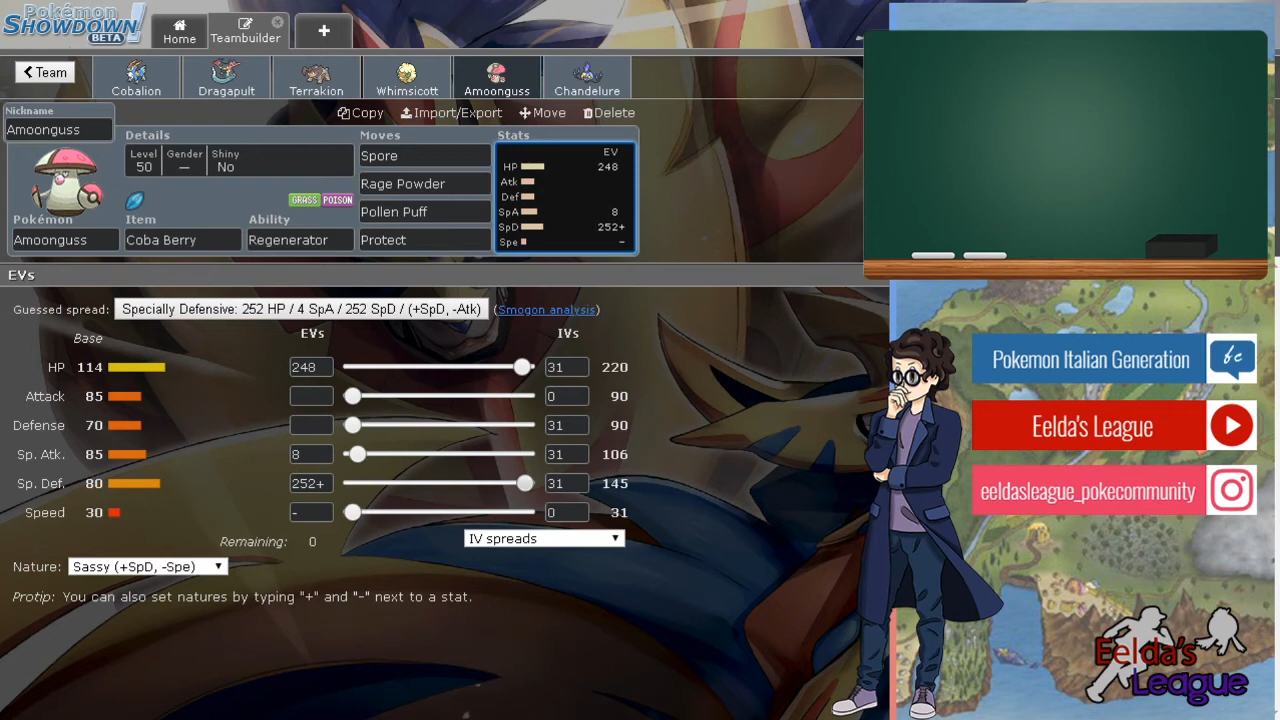 Pokémon
SHOWDOWN!
BETA
Home
Teambuilder
+
Team
Cobalion
Dragapult
Terrakion
Whimsicott
Amoonguss
Chandelure
Copy
Import/Export
Move
Delete
Nickname
Amoonguss
Details
Level
50
Gender
—
Shiny
No
GRASS POISON
Pokémon
Amoonguss
Item
Coba Berry
Ability
Regenerator
Moves
Spore
Rage Powder
Pollen Puff
Protect
Stats
EV
HP 248
Atk
Def
SpA 8
SpD 252+
Spe -
EVs
Guessed spread: Specially Defensive: 252 HP / 4 SpA / 252 SpD / (+SpD, -Atk) (Smogon analysis)
Base EVs IVs
HP 114 248 31 220
Attack 85 0 90
Defense 70 31 90
Sp. Atk. 85 8 31 106
Sp. Def. 80 252+ 31 145
Speed 30 - 0 31
Remaining: 0
IV spreads
Nature: Sassy (+SpD, -Spe)
Protip: You can also set natures by typing "+" and "-" next to a stat.
Pokemon Italian Generation
fc
Eelda's League
eeldasleague_pokecommunity
Eelda's
League